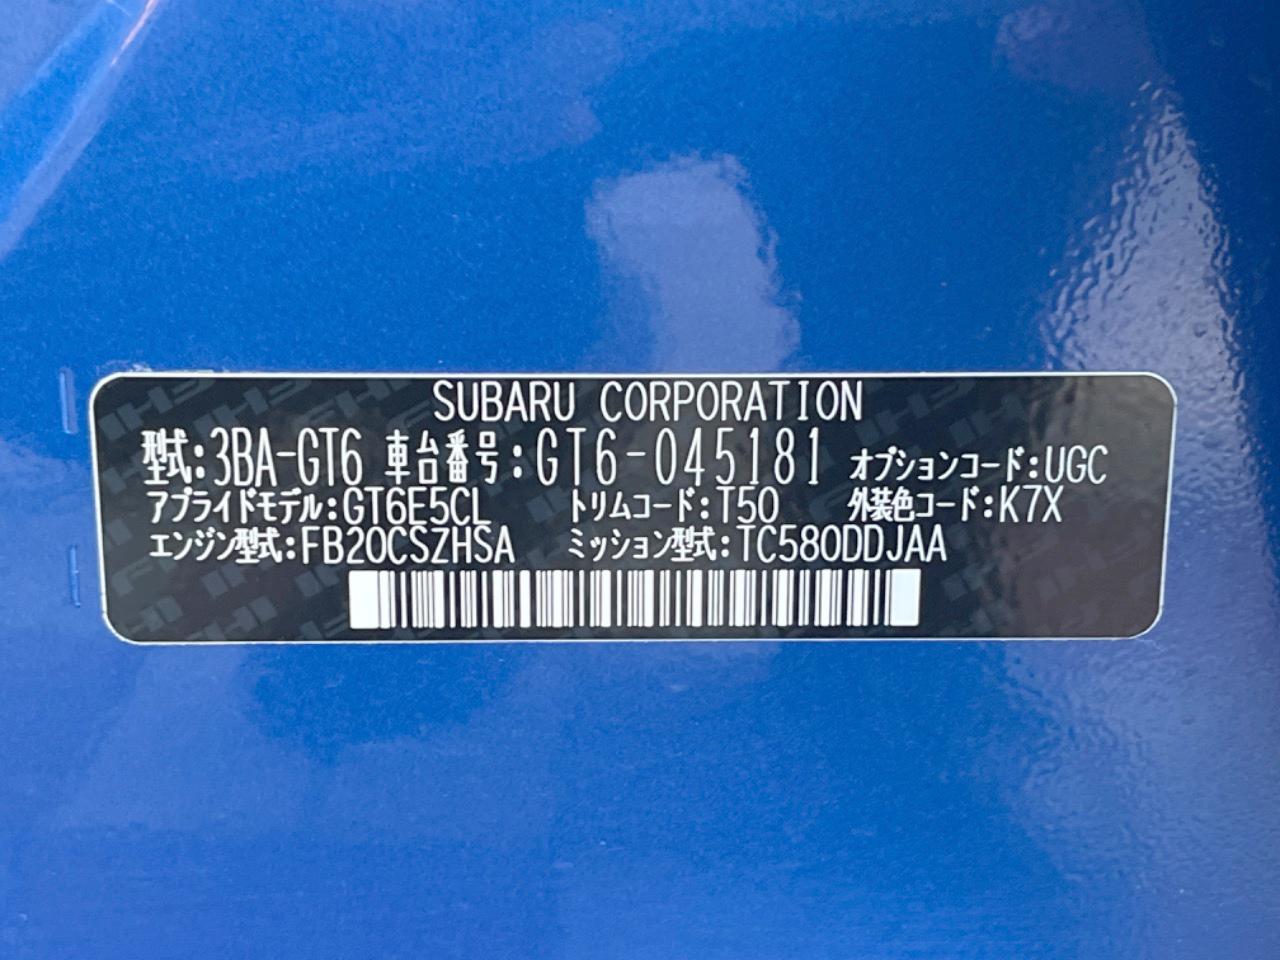 SUBARU CORPORATION
型式:3BA-GT6 車台番号:GT6-045181 オプションコード:UGC
アプライドモデル:GT6E5CL トリムコード:T50 外装色コード:K7X
エンジン型式:FB20CSZHSA ミッション型式:TC580DDJAA